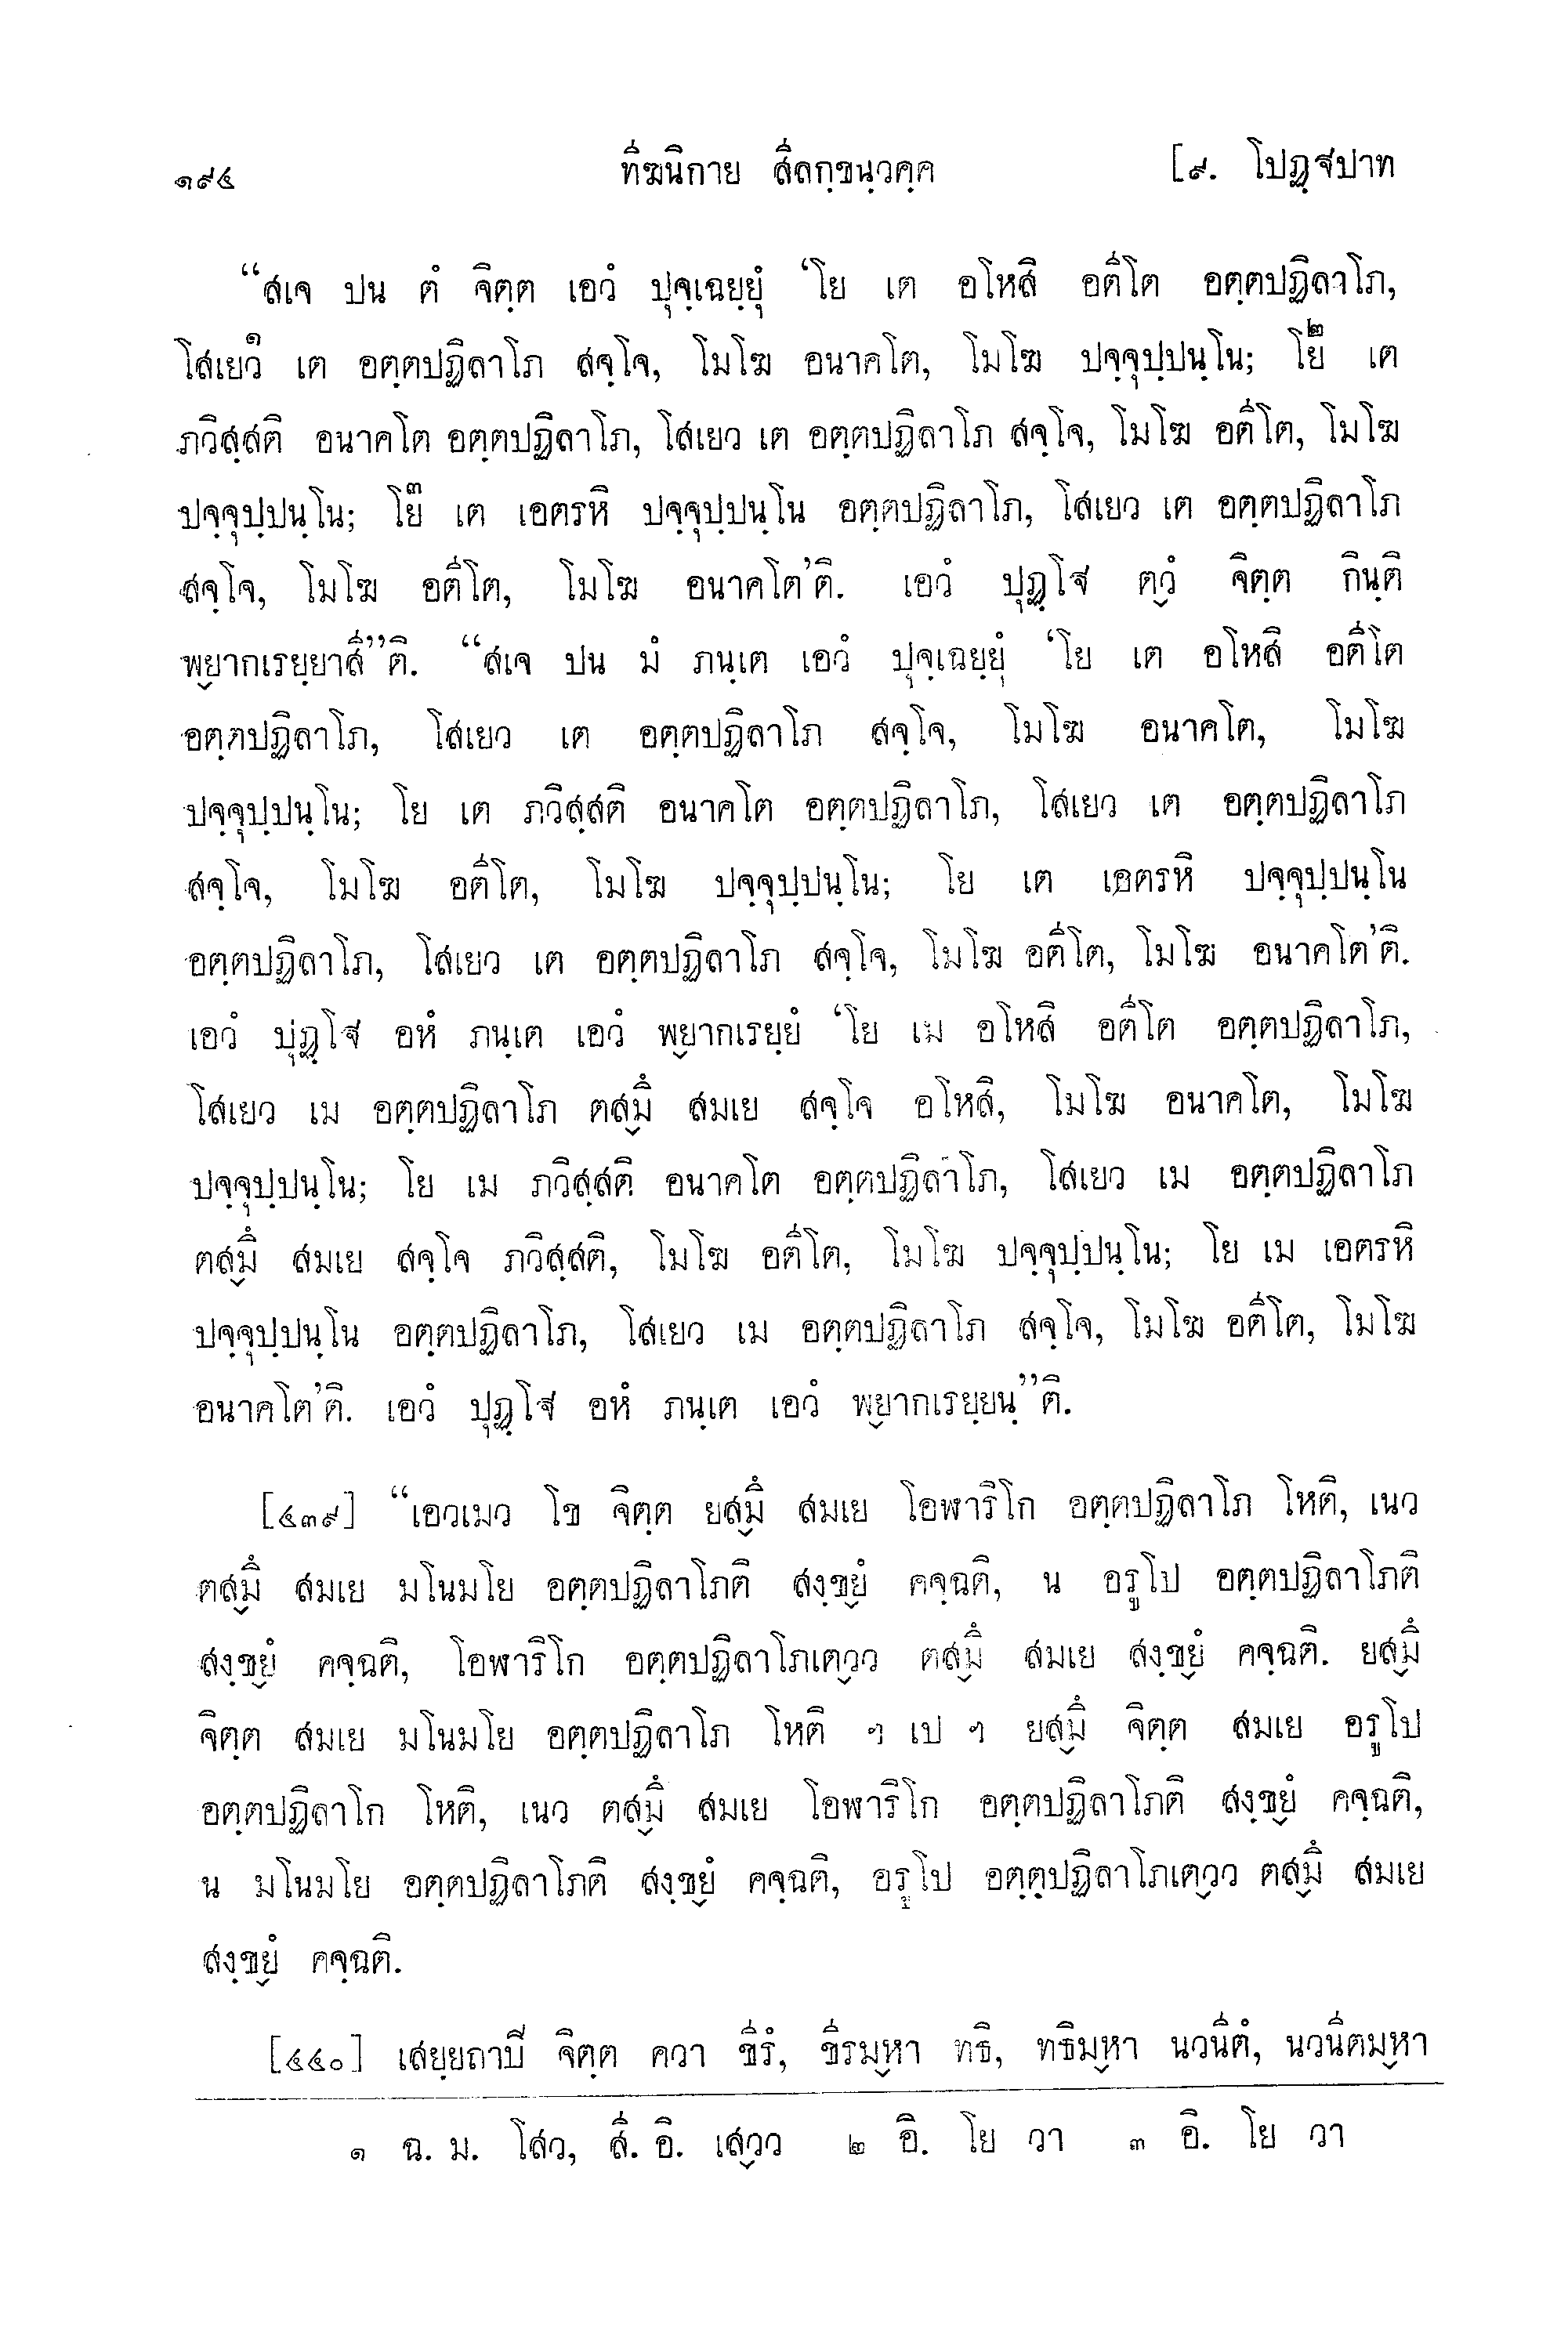 ๑๙๔ ทีฆนิกาย สีลกฺขนฺวคฺค [๙. โปฏฺฐปาท
“สเจ ปน ตํ จิตฺต เอวํ ปุจฺเฉยฺยุํ ‘โย เต อโหสิ อตีโต อตฺตปฏิลาโภ,
โสเยว๑ เต อตฺตปฏิลาโภ สจฺโจ, โมโฆ อนาคโต, โมโฆ ปจฺจุปฺปนฺโน; โย๒ เต
ภวิสฺสติ อนาคโต อตฺตปฏิลาโภ, โสเยว เต อตฺตปฏิลาโภ สจฺโจ, โมโฆ อตีโต, โมโฆ
ปจฺจุปฺปนฺโน; โย๓ เต เอตรหิ ปจฺจุปฺปนฺโน อตฺตปฏิลาโภ, โสเยว เต อตฺตปฏิลาโภ
สจฺโจ, โมโฆ อตีโต, โมโฆ อนาคโต’ติ. เอวํ ปุฏฺโฐ ตฺวํ จิตฺต กินฺติ
พฺยากเรยฺยาสี”ติ. “สเจ ปน มํ ภนฺเต เอวํ ปุจฺเฉยฺยุํ ‘โย เต อโหสิ อตีโต
อตฺตปฏิลาโภ, โสเยว เต อตฺตปฏิลาโภ สจฺโจ, โมโฆ อนาคโต, โมโฆ
ปจฺจุปฺปนฺโน; โย เต ภวิสฺสติ อนาคโต อตฺตปฏิลาโภ, โสเยว เต อตฺตปฏิลาโภ
สจฺโจ, โมโฆ อตีโต, โมโฆ ปจฺจุปฺปนฺโน; โย เต เอตรหิ ปจฺจุปฺปนฺโน
อตฺตปฏิลาโภ, โสเยว เต อตฺตปฏิลาโภ สจฺโจ, โมโฆ อตีโต, โมโฆ อนาคโต’ติ.
เอวํ ปุฏฺโฐ อหํ ภนฺเต เอวํ พฺยากเรยฺยํ ‘โย เม อโหสิ อตีโต อตฺตปฏิลาโภ,
โสเยว เม อตฺตปฏิลาโภ ตสฺมึ สมเย สจฺโจ อโหสิ, โมโฆ อนาคโต, โมโฆ
ปจฺจุปฺปนฺโน; โย เม ภวิสฺสติ อนาคโต อตฺตปฏิลาโภ, โสเยว เม อตฺตปฏิลาโภ
ตสฺมึ สมเย สจฺโจ ภวิสฺสติ, โมโฆ อตีโต, โมโฆ ปจฺจุปฺปนฺโน; โย เม เอตรหิ
ปจฺจุปฺปนฺโน อตฺตปฏิลาโภ, โสเยว เม อตฺตปฏิลาโภ สจฺโจ, โมโฆ อตีโต, โมโฆ
อนาคโต’ติ. เอวํ ปุฏฺโฐ อหํ ภนฺเต เอวํ พฺยากเรยฺยนฺ”ติ.
[๔๓๙] “เอวเมว โข จิตฺต ยสฺมึ สมเย โอฬาริโก อตฺตปฏิลาโภ โหติ, เนว
ตสฺมึ สมเย มโนมโย อตฺตปฏิลาโภติ สงฺขฺยํ คจฺฉติ, น อรูโป อตฺตปฏิลาโภติ
สงฺขฺยํ คจฺฉติ, โอฬาริโก อตฺตปฏิลาโภเตฺวว ตสฺมึ สมเย สงฺขฺยํ คจฺฉติ. ยสฺมึ
จิตฺต สมเย มโนมโย อตฺตปฏิลาโภ โหติ ฯ เป ฯ ยสฺมึ จิตฺต สมเย อรูโป
อตฺตปฏิลาโภ โหติ, เนว ตสฺมึ สมเย โอฬาริโก อตฺตปฏิลาโภติ สงฺขฺยํ คจฺฉติ,
น มโนมโย อตฺตปฏิลาโภติ สงฺขฺยํ คจฺฉติ, อรูโป อตฺตปฏิลาโภเตฺวว ตสฺมึ สมเย
สงฺขฺยํ คจฺฉติ.
[๔๔๐] เสยฺยถาปิ จิตฺต ควา ขีรํ, ขีรมฺหา ทธิ, ทธิมฺหา นวนีตํ, นวนีตมฺหา
๑ ฉ. ม. โสว, สี. อิ. เสฺวว ๒ อิ. โย วา ๓ อิ. โย วา